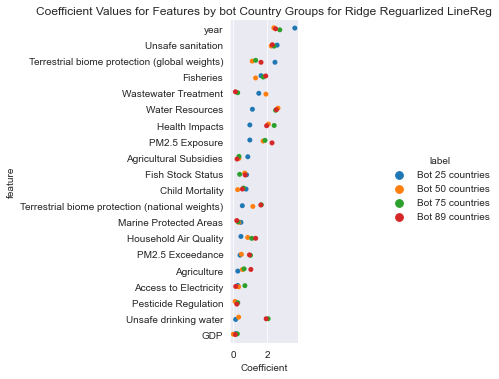 Coefficient Values for Features by bot Country Groups for Ridge Reguarlized LineReg
year
Unsafe sanitation
Terrestrial biome protection (global weights)
Fisheries
Wastewater Treatment
Water Resources
Health Impacts
PM2.5 Exposure
Agricultural Subsidies
Fish Stock Status
Child Mortality
Terrestrial biome protection (national weights)
Marine Protected Areas
Household Air Quality
PM2.5 Exceedance
Agriculture
Access to Electricity
Pesticide Regulation
Unsafe drinking water
GDP
feature
0 2
Coefficient
label
Bot 25 countries
Bot 50 countries
Bot 75 countries
Bot 89 countries